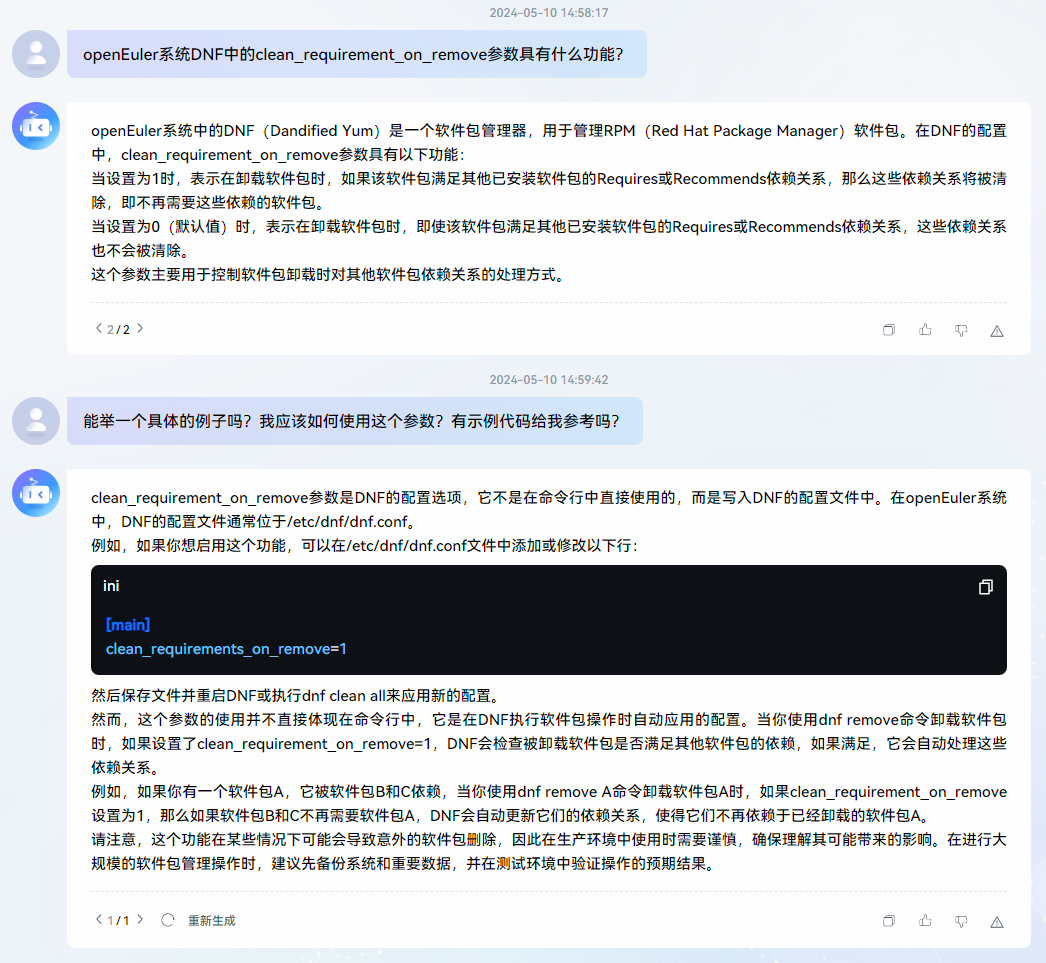 2024-05-10 14:58:17
openEuler系统DNF中的clean_requirement_on_remove参数具有什么功能？
openEuler系统中的DNF（Dandified Yum）是一个软件包管理器，用于管理RPM（Red Hat Package Manager）软件包。在DNF的配置
中，clean_requirement_on_remove参数具有以下功能：
当设置为1时，表示在卸载软件包时，如果该软件包满足其他已安装软件包的Requires或Recommends依赖关系，那么这些依赖关系将被清
除，即不再需要这些依赖的软件包。
当设置为0（默认值）时，表示在卸载软件包时，即使该软件包满足其他已安装软件包的Requires或Recommends依赖关系，这些依赖关系
也不会被清除。
这个参数主要用于控制软件包卸载时对其他软件包依赖关系的处理方式。
2/2
2024-05-10 14:59:42
能举一个具体的例子吗？我应该如何使用这个参数？有示例代码给我参考吗？
clean_requirement_on_remove参数是DNF的配置选项，它不是在命令行中直接使用的，而是写入DNF的配置文件中。在openEuler系统
中，DNF的配置文件通常位于/etc/dnf/dnf.conf。
例如，如果你想启用这个功能，可以在/etc/dnf/dnf.conf文件中添加或修改以下行：
ini
[main]
clean_requirements_on_remove=1
然后保存文件并重启DNF或执行dnf clean all来应用新的配置。
然而，这个参数的使用并不直接体现在命令行中，它是在DNF执行软件包操作时自动应用的配置。当你使用dnf remove命令卸载软件包
时，如果设置了clean_requirement_on_remove=1，DNF会检查被卸载软件包是否满足其他软件包的依赖，如果满足，它会自动处理这些
依赖关系。
例如，如果你有一个软件包A，它被软件包B和C依赖，当你使用dnf remove A命令卸载软件包A时，如果clean_requirement_on_remove
设置为1，那么如果软件包B和C不再需要软件包A，DNF会自动更新它们的依赖关系，使得它们不再依赖于已经卸载的软件包A。
请注意，这个功能在某些情况下可能会导致意外的软件包删除，因此在生产环境中使用时需要谨慎，确保理解其可能带来的影响。在进行大
规模的软件包管理操作时，建议先备份系统和重要数据，并在测试环境中验证操作的预期结果。
1/1 重新生成